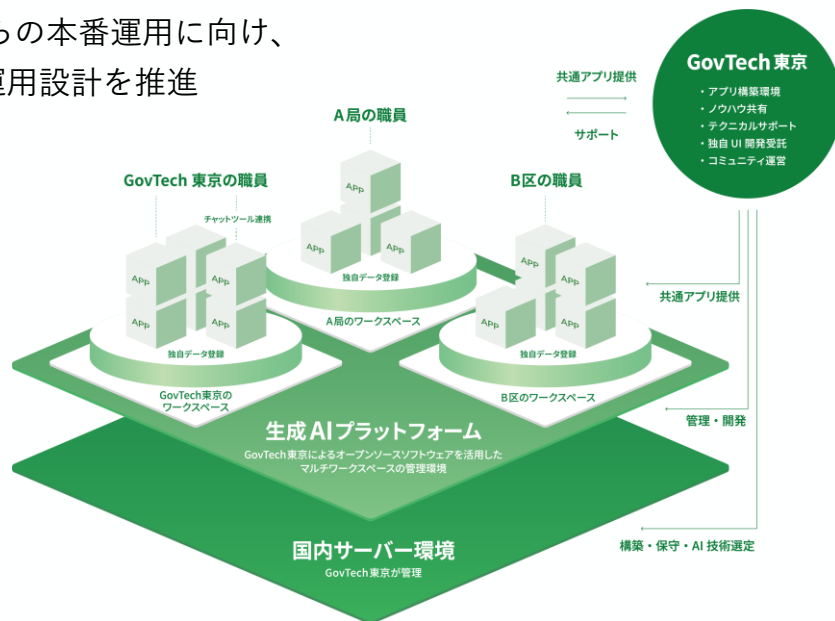 らの本番運用に向け、
運用設計を推進
GovTech 東京
・アプリ構築環境
・ノウハウ共有
・テクニカルサポート
・独自 UI 開発受託
・コミュニティ運営
共通アプリ提供
サポート
A局の職員
GovTech 東京の職員
チャットツール連携
B区の職員
APP
APP
APP
APP
APP
APP
APP
APP
APP
APP
APP
独自データ登録
A局のワークスペース
独自データ登録
GovTech東京の
ワークスペース
独自データ登録
B区のワークスペース
共通アプリ提供
管理・開発
生成 AIプラットフォーム
GovTech東京によるオープンソースソフトウェアを活用した
マルチワークスペースの管理環境
構築・保守・AI 技術選定
国内サーバー環境
GovTech東京が管理